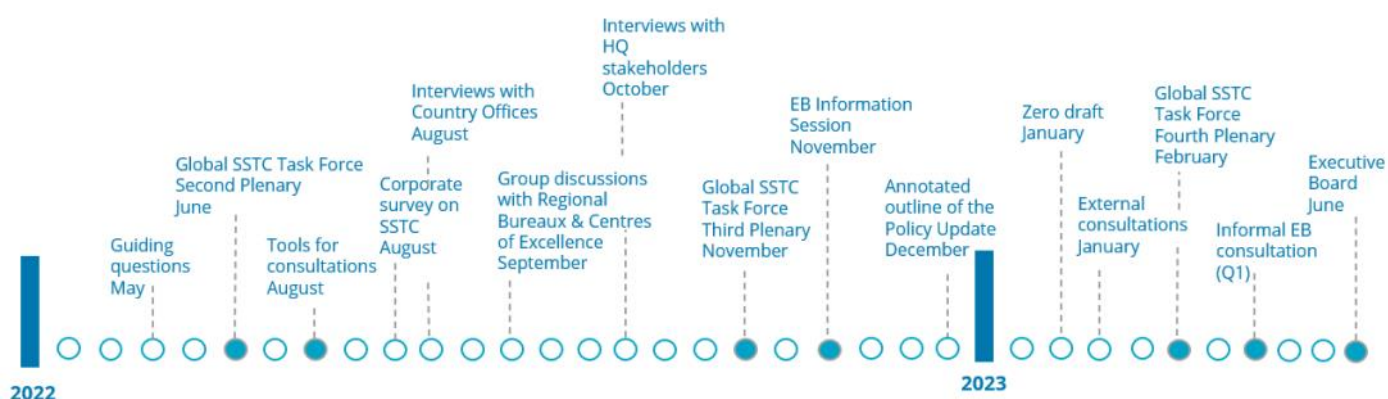 Guiding
questions
May
Global SSTC Task Force
Second Plenary
June
Tools for
consultations
August
Corporate
survey on
SSTC
August
Interviews with
Country Offices
August
Group discussions
with Regional
Bureaux & Centres
of Excellence
September
Interviews with
HQ
stakeholders
October
Global SSTC
Task Force
Third Plenary
November
EB Information
Session
November
Annotated
outline of the
Policy Update
December
Zero draft
January
External
consultations
January
Global SSTC
Task Force
Fourth Plenary
February
Informal EB
consultation
(Q1)
Executive
Board
June
2022
2023